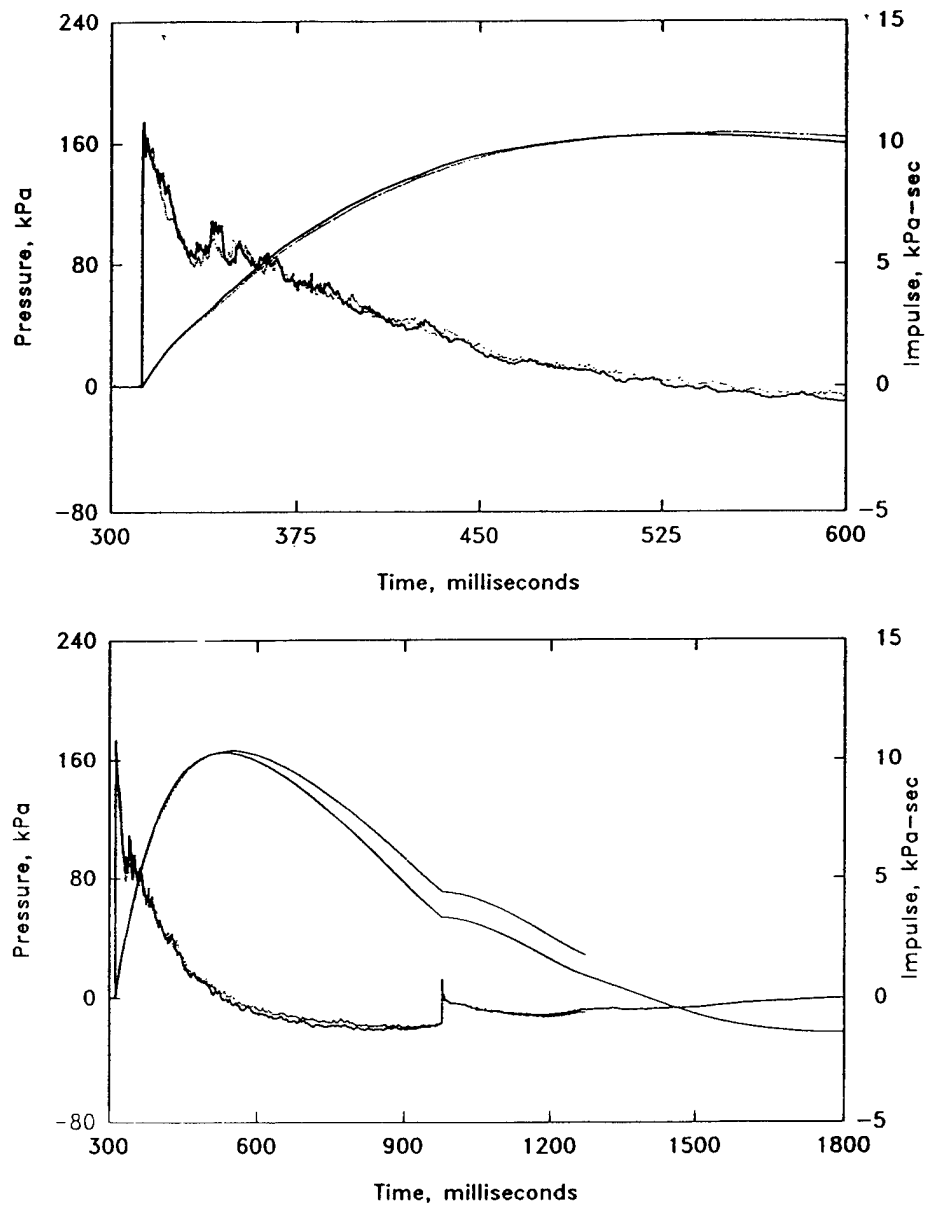 240
160
80
0
-80
Pressure, kPa
15
10
5
0
-5
Impulse, kPa-sec
300 375 450 525 600
Time, milliseconds
240
160
80
0
-80
Pressure, kPa
15
10
5
0
-5
Impulse, kPa-sec
300 600 900 1200 1500 1800
Time, milliseconds